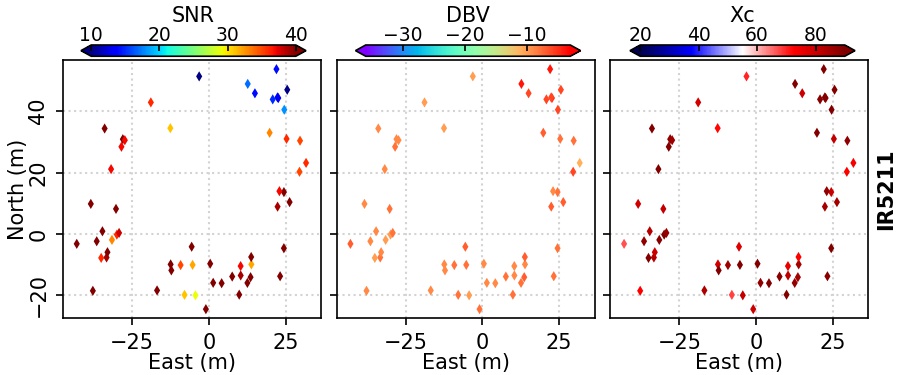 SNR DBV Xc
10 20 30 40 −30 −20 −10 20 40 60 80
40
20
0
−20
North (m)
IR5211
−25 0 25 −25 0 25 −25 0 25
East (m) East (m) East (m)